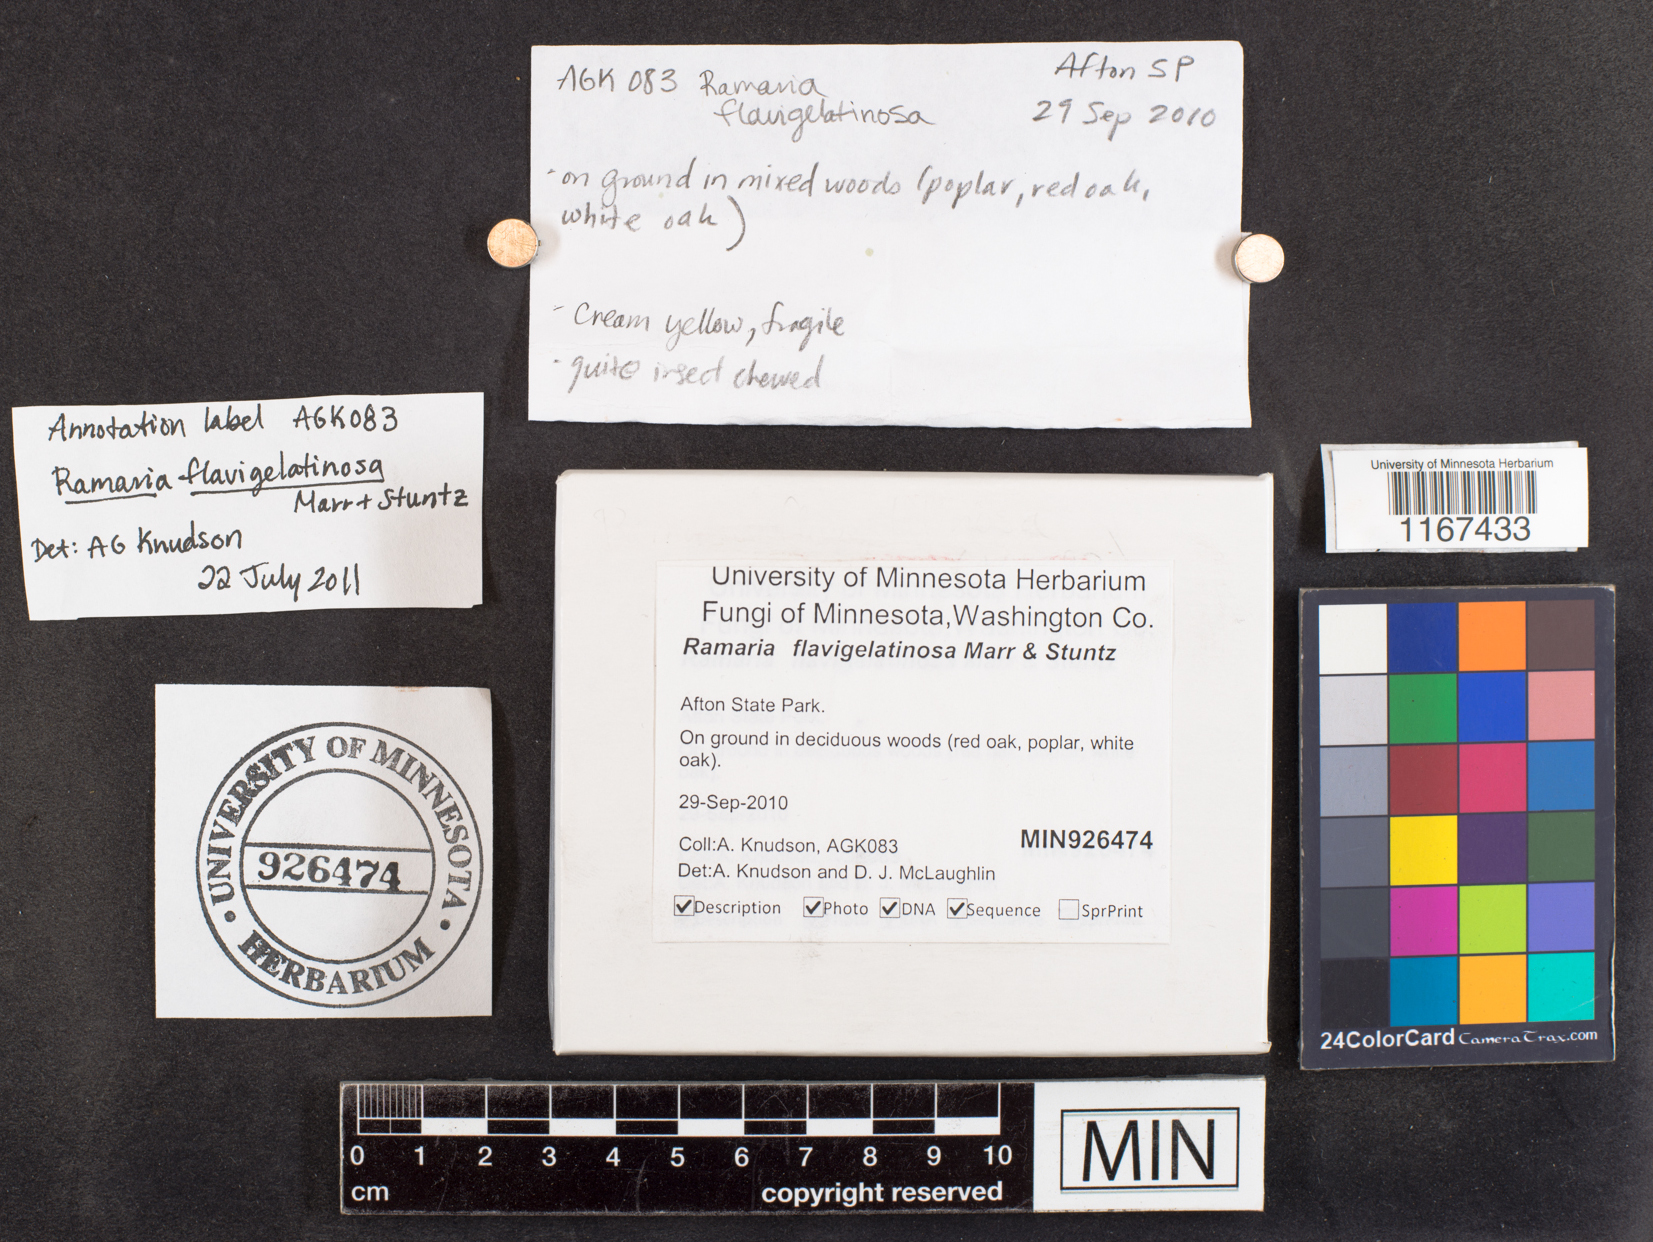 AGK 083 Ramaria
flavigelatinosa
Afton SP
29 Sep 2010
- on ground in mixed woods (poplar, red oak,
white oak)
- Cream yellow, fragile
- quite insect chewed
Annotation label AGK083
Ramaria flavigelatinosa
Marr + Stuntz
Det: AG Knudson
22 July 2011
UNIVERSITY OF MINNESOTA
926474
HERBARIUM
University of Minnesota Herbarium
Fungi of Minnesota,Washington Co.
Ramaria flavigelatinosa Marr & Stuntz
Afton State Park.
On ground in deciduous woods (red oak, poplar, white
oak).
29-Sep-2010
Coll:A. Knudson, AGK083
MIN926474
Det:A. Knudson and D. J. McLaughlin
Description Photo DNA Sequence SprPrint
University of Minnesota Herbarium
1167433
24ColorCard CameraTrax.com
0 1 2 3 4 5 6 7 8 9 10
cm
copyright reserved
MIN